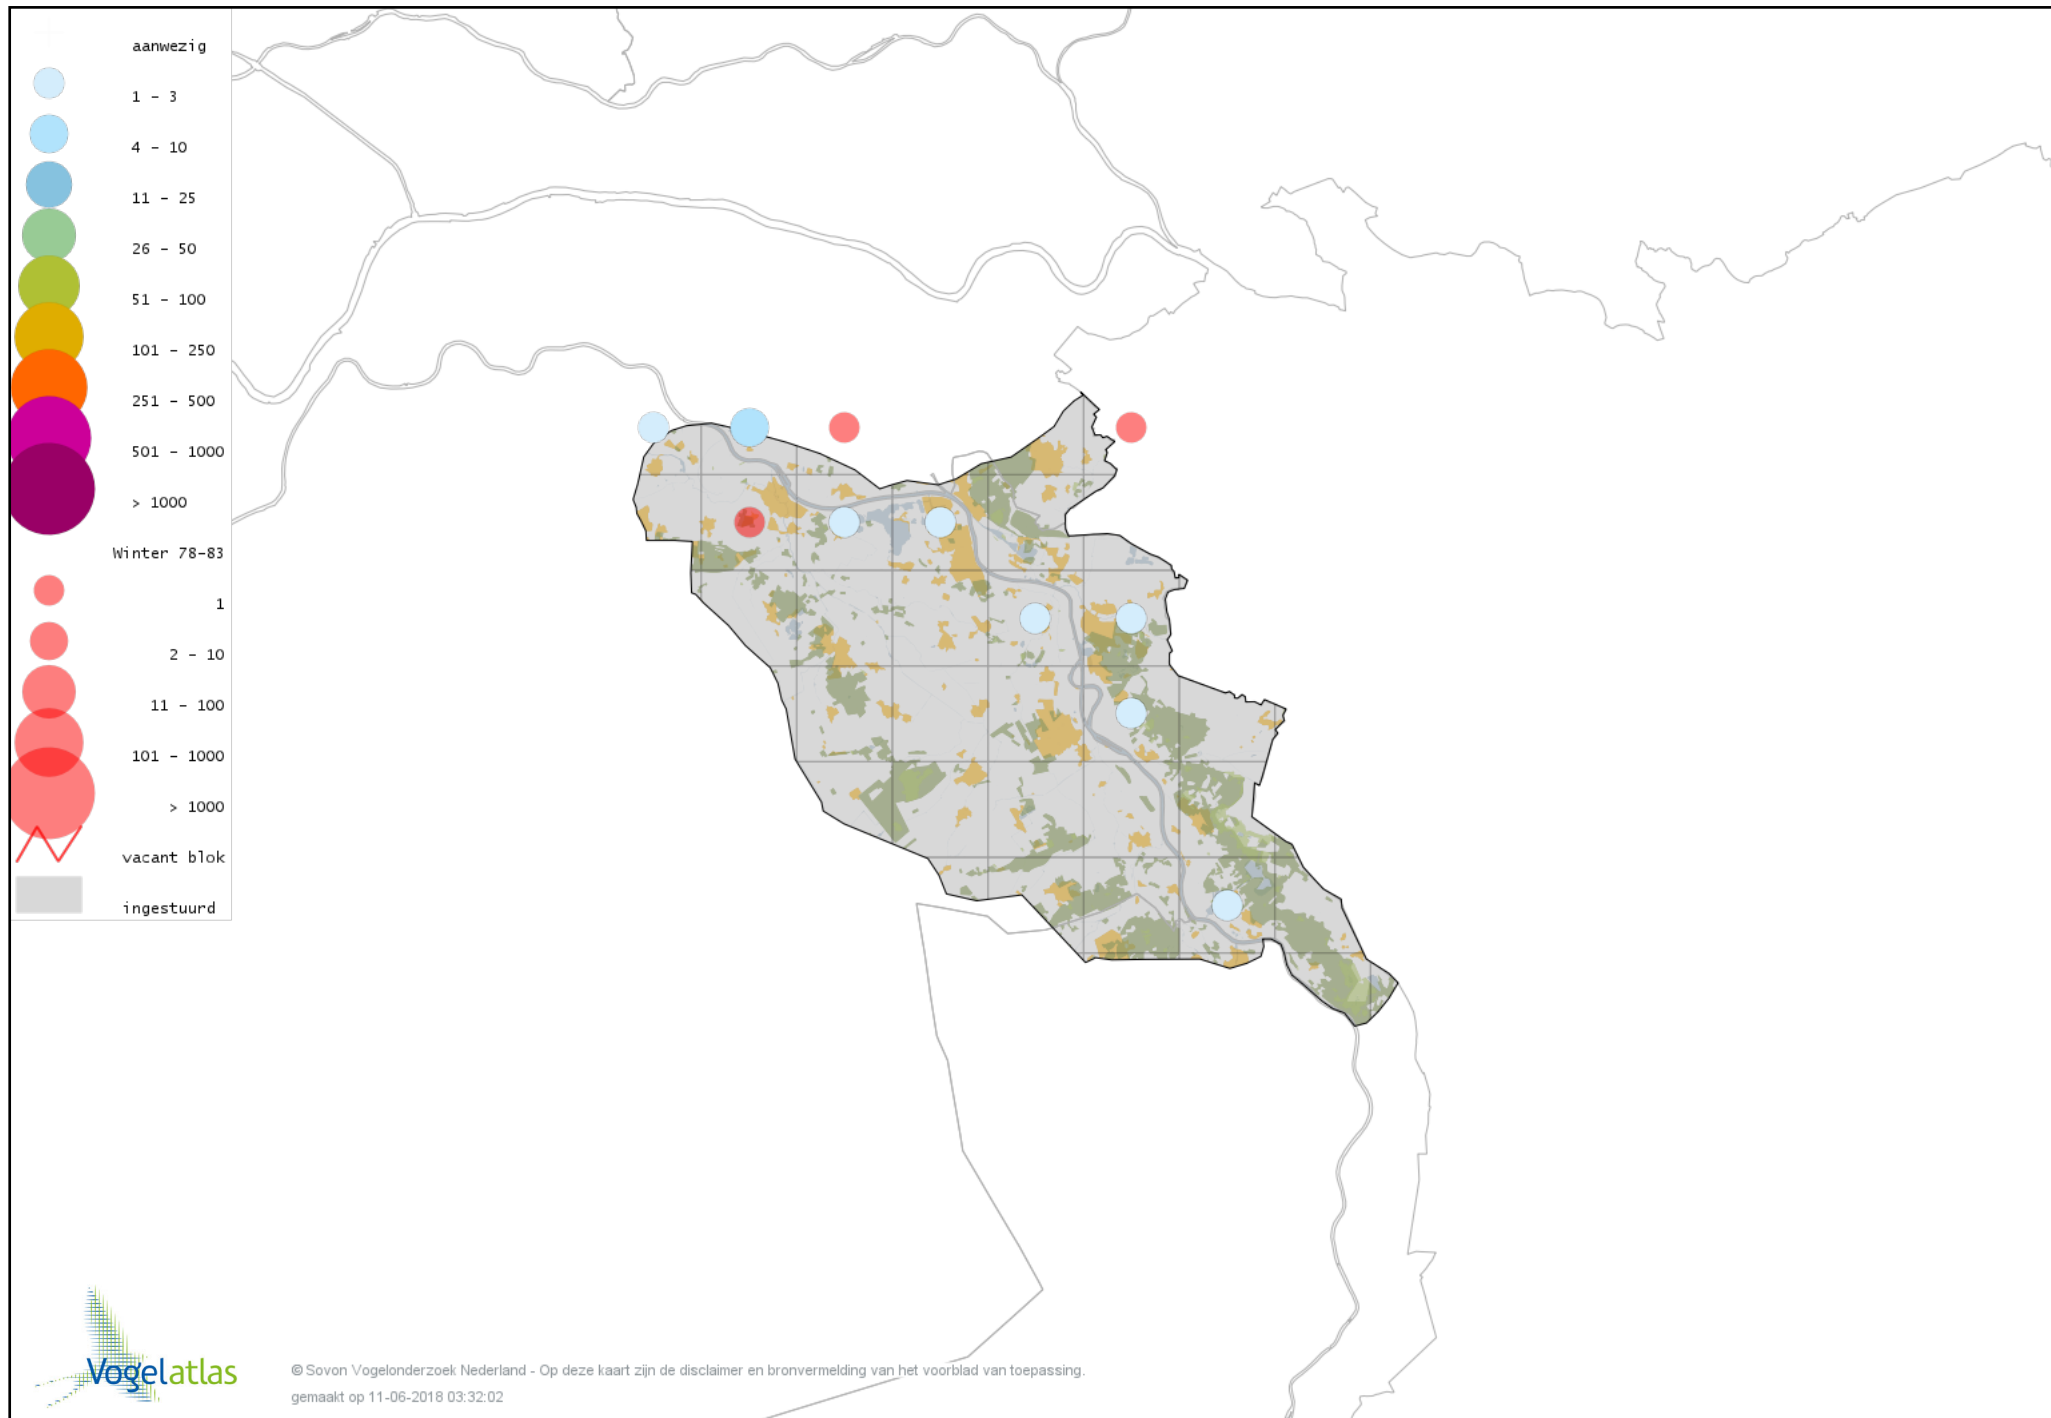 aanwezig
1 - 3
4 - 10
11 - 25
26 - 50
51 - 100
101 - 250
251 - 500
501 - 1000
> 1000
Winter 78-83
1
2 - 10
11 - 100
101 - 1000
> 1000
vacant blok
ingestuurd
Vogelatlas
© Sovon Vogelonderzoek Nederland - Op deze kaart zijn de disclaimer en bronvermelding van het voorblad van toepassing.
gemaakt op 11-06-2018 03:32:02